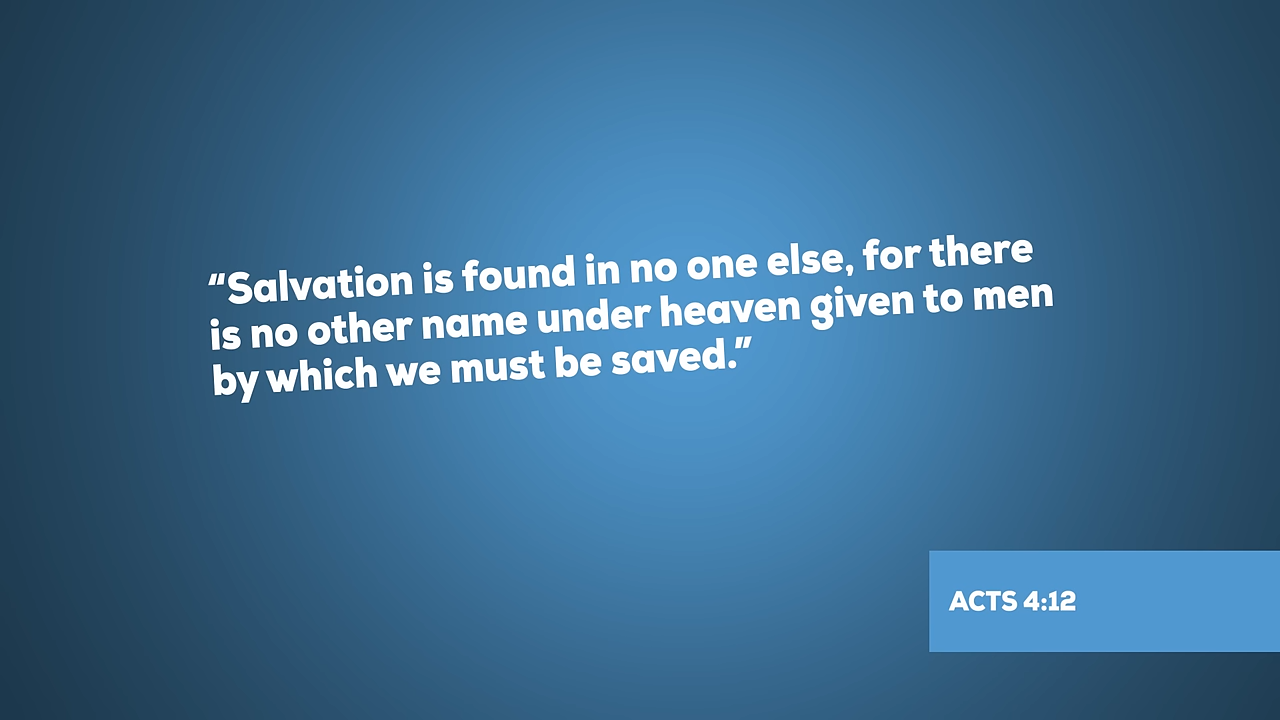 “Salvation is found in no one else, for there
is no other name under heaven given to men
by which we must be saved.”
ACTS 4:12